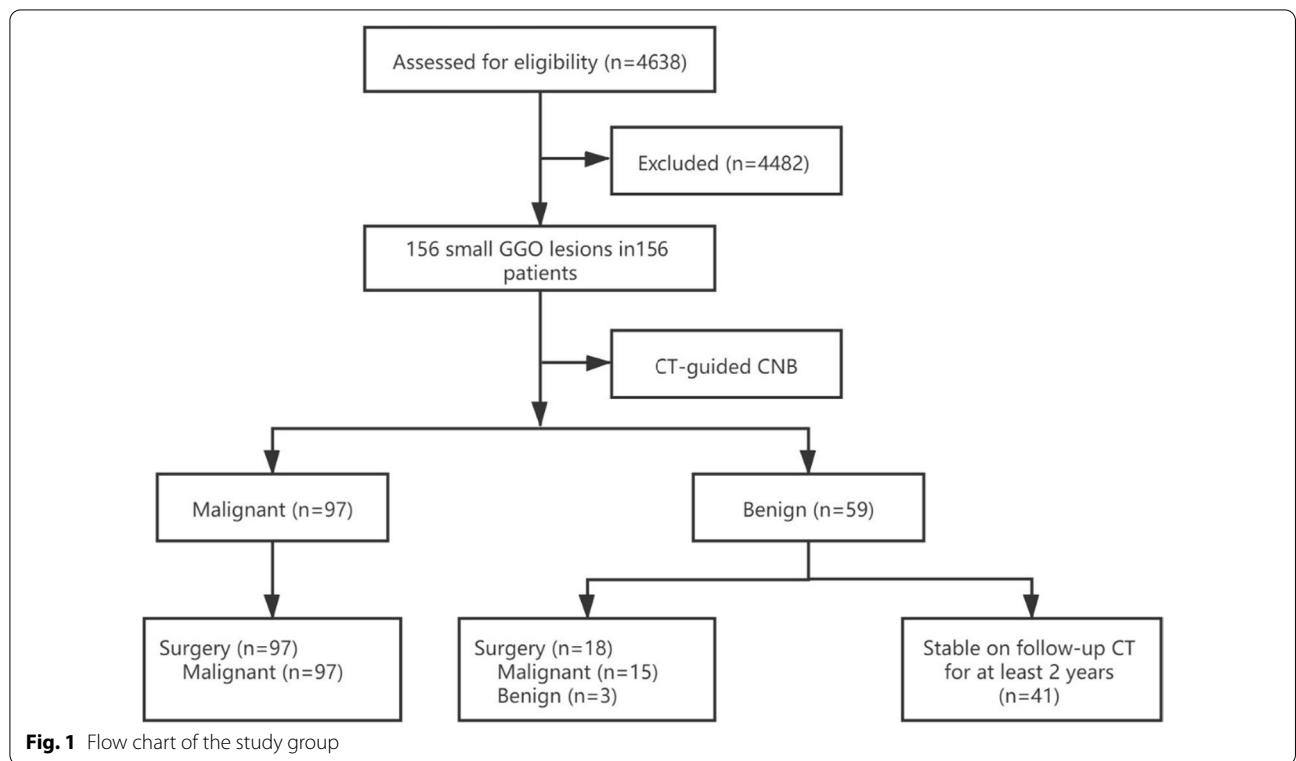 Assessed for eligibility (n=4638)
Excluded (n=4482)
156 small GGO lesions in156
patients
CT-guided CNB
Malignant (n=97)
Benign (n=59)
Surgery (n=97)
Malignant (n=97)
Surgery (n=18)
Malignant (n=15)
Benign (n=3)
Stable on follow-up CT
for at least 2 years
(n=41)
Fig. 1 Flow chart of the study group